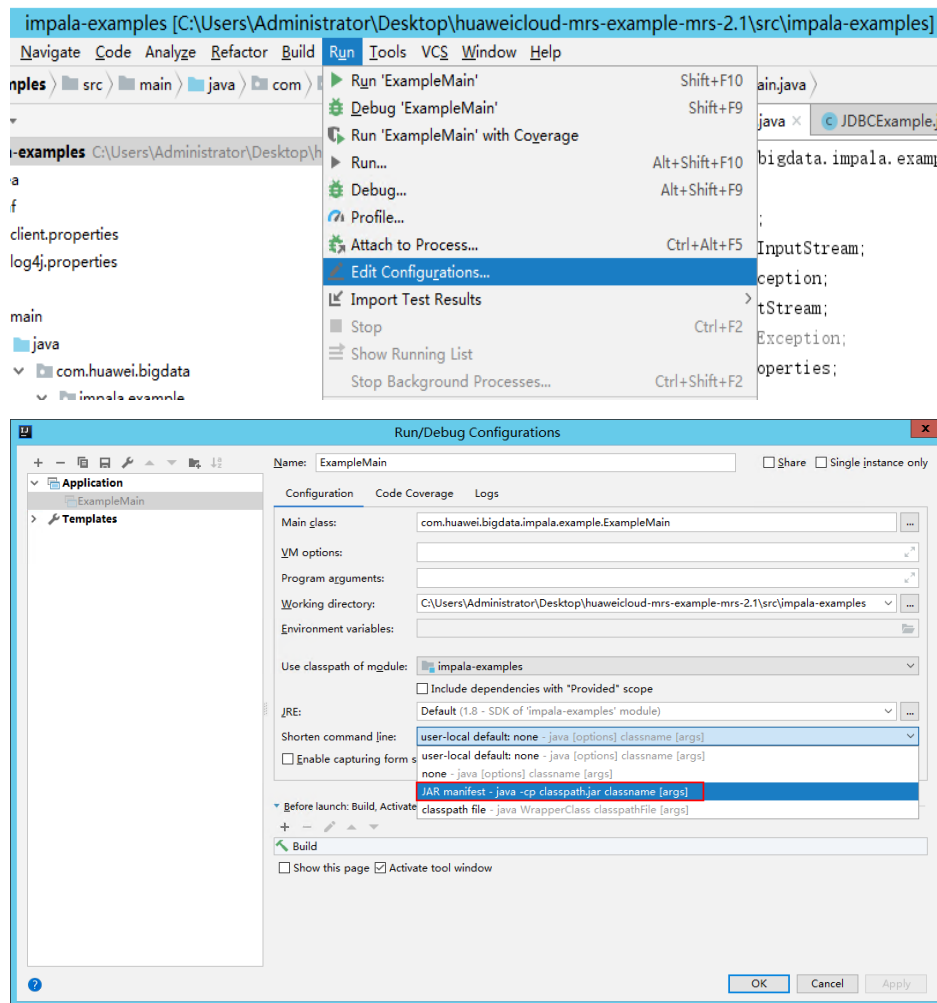 impala-examples [C:\Users\Administrator\Desktop\huaweicloud-mrs-example-mrs-2.1\src\impala-examples]
Navigate Code Analyze Refactor Build Run Tools VCS Window Help
mples src main java com
Run 'ExampleMain' Shift+F10
ain.java
Debug 'ExampleMain' Shift+F9
java × JDBCExample.
Run 'ExampleMain' with Coverage
-examples C:\Users\Administrator\Desktop\h
Run... Alt+Shift+F10
bigdata.impala.examp
Debug... Alt+Shift+F9
Profile...
;
client.properties
Attach to Process... Ctrl+Alt+F5
InputStream;
log4j.properties
Edit Configurations...
ception;
Import Test Results
tStream;
main
Stop Ctrl+F2
Exception;
java
Show Running List
operties;
com.huawei.bigdata
Stop Background Processes... Ctrl+Shift+F2
impala.example
Run/Debug Configurations
x
Name: ExampleMain Share Single instance only
Application
ExampleMain
Templates
Configuration Code Coverage Logs
Main class: com.huawei.bigdata.impala.example.ExampleMain ...
VM options:
Program arguments:
Working directory: C:\Users\Administrator\Desktop\huaweicloud-mrs-example-mrs-2.1\src\impala-examples ...
Environment variables:
Use classpath of module: impala-examples
Include dependencies with "Provided" scope
JRE: Default (1.8 - SDK of 'impala-examples' module) ...
Shorten command line: user-local default: none - java [options] classname [args]
Enable capturing form s user-local default: none - java [options] classname [args]
none - java [options] classname [args]
JAR manifest - java -cp classpath.jar classname [args]
Before launch: Build, Activate classpath file - java WrapperClass classpathFile [args]
Build
Show this page Activate tool window
? OK Cancel Apply